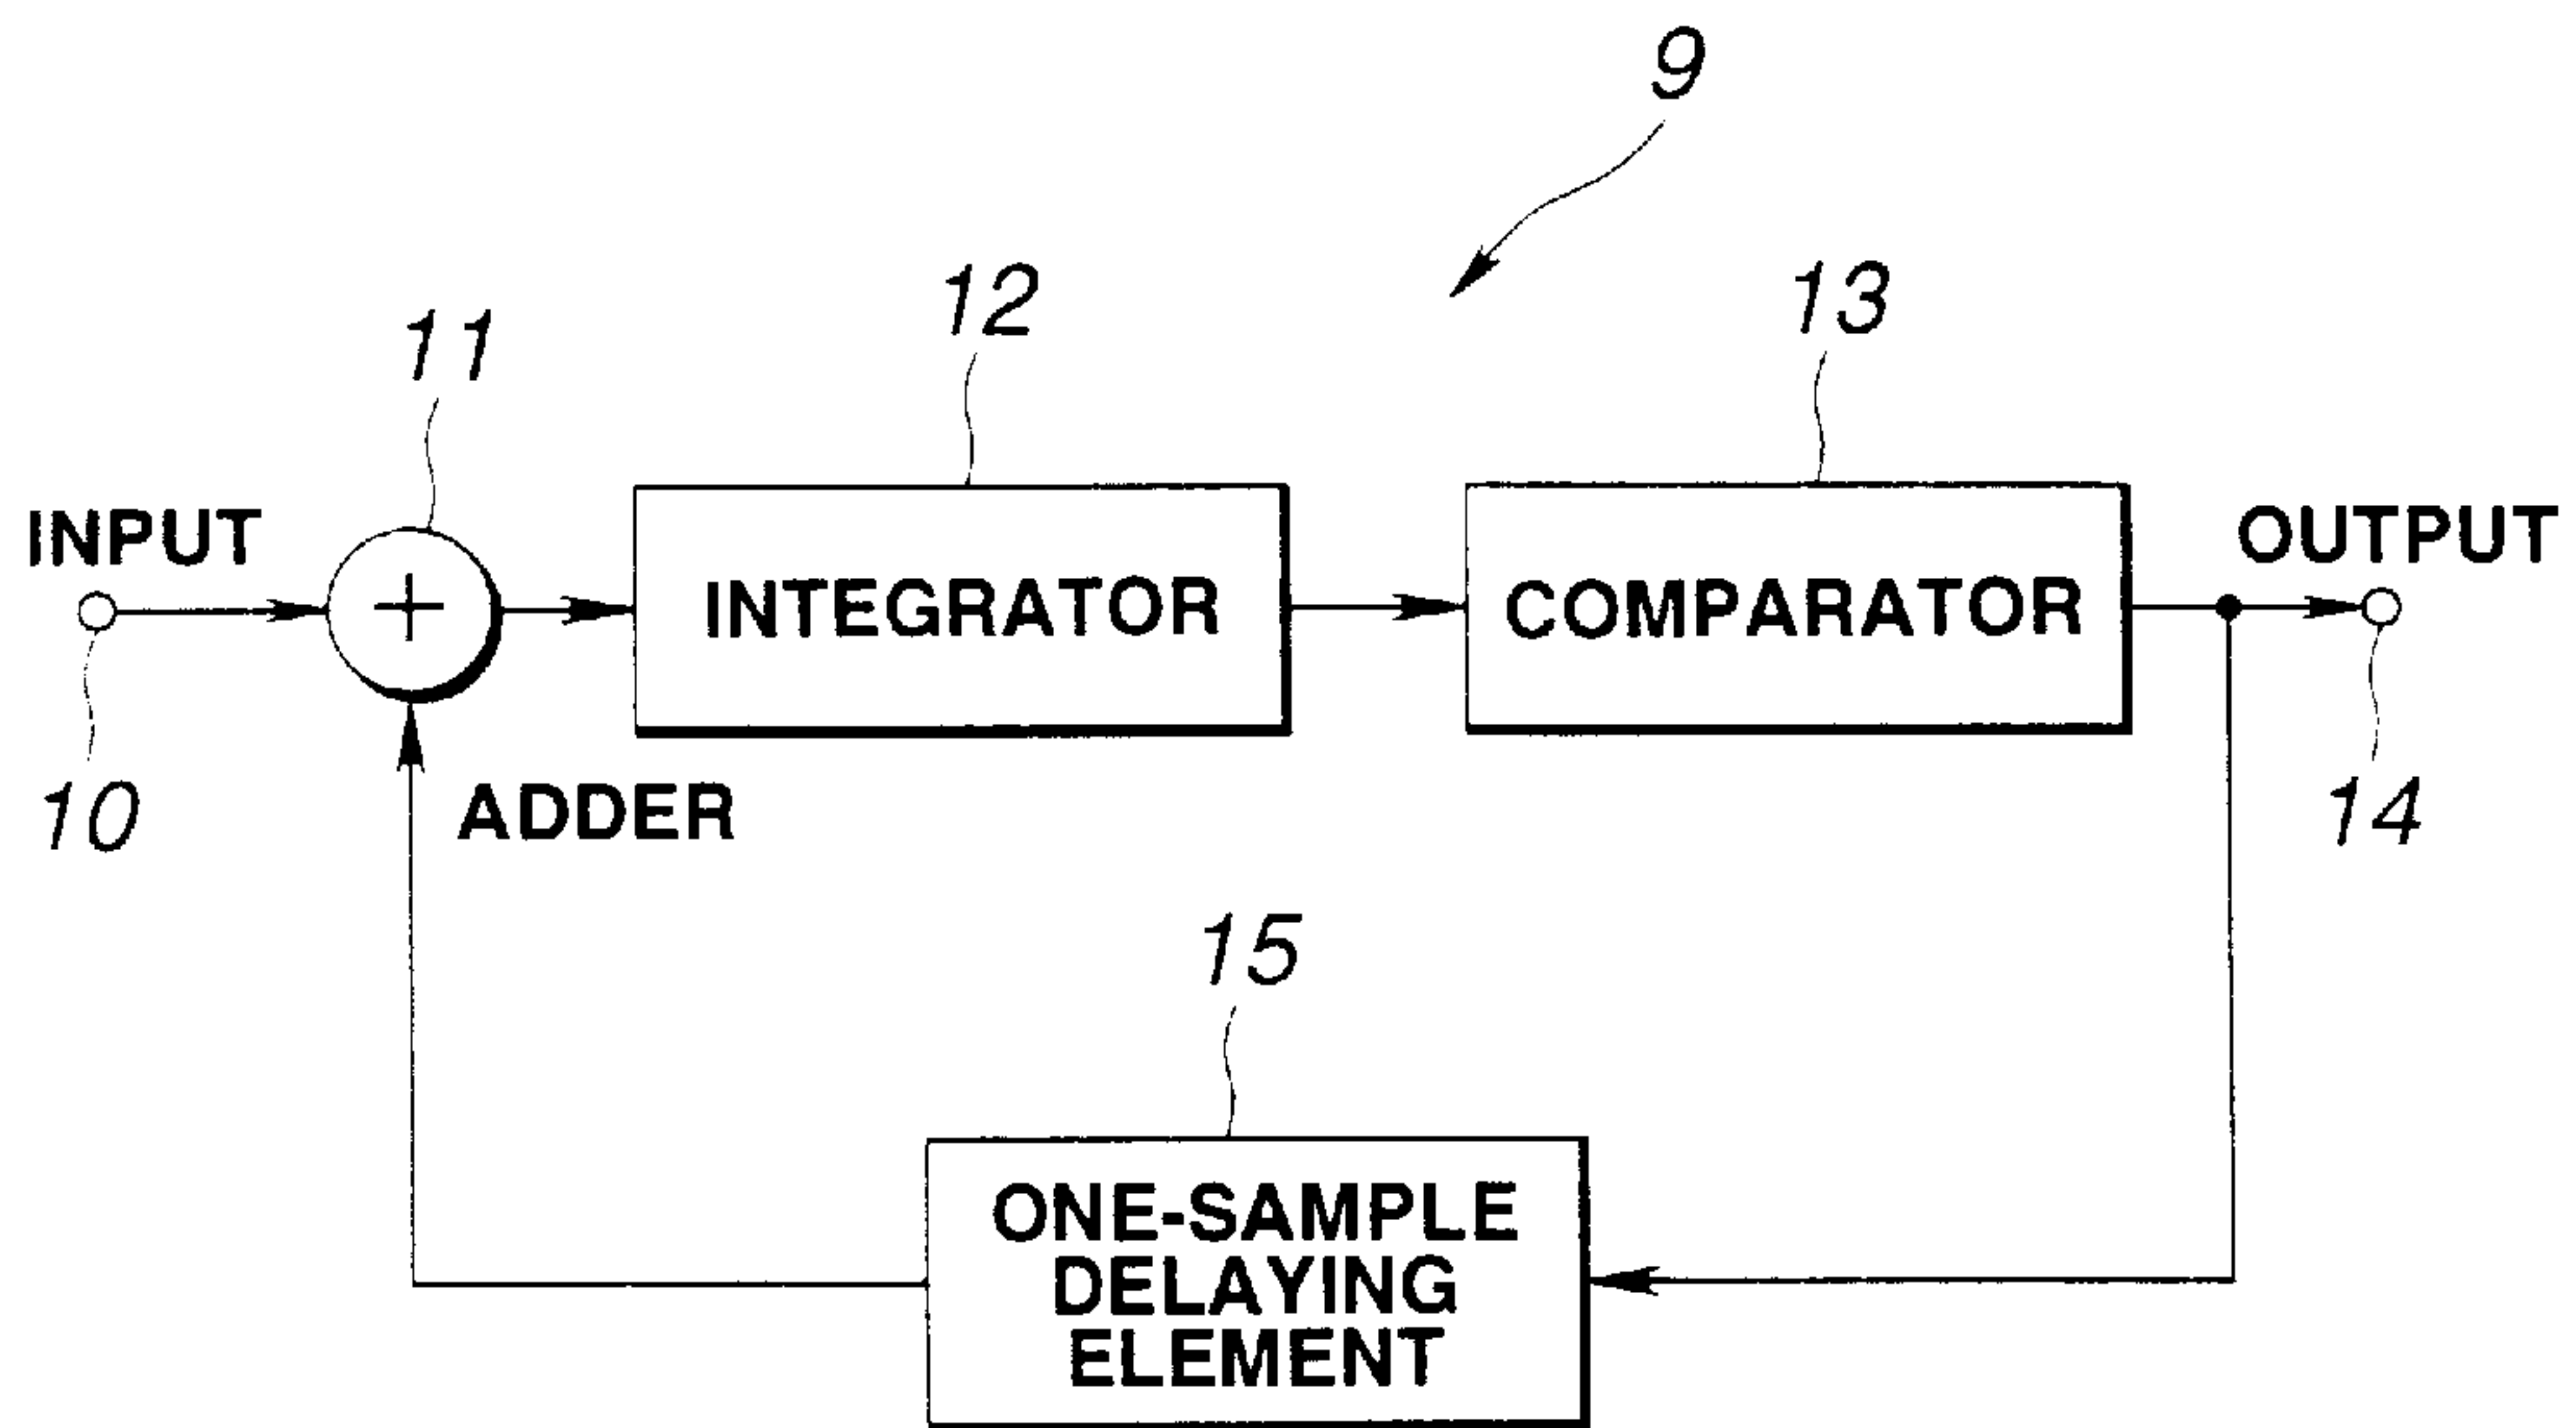 9
12
13
11
INPUT
OUTPUT
+
INTEGRATOR
COMPARATOR
10
ADDER
14
15
ONE-SAMPLE
DELAYING
ELEMENT